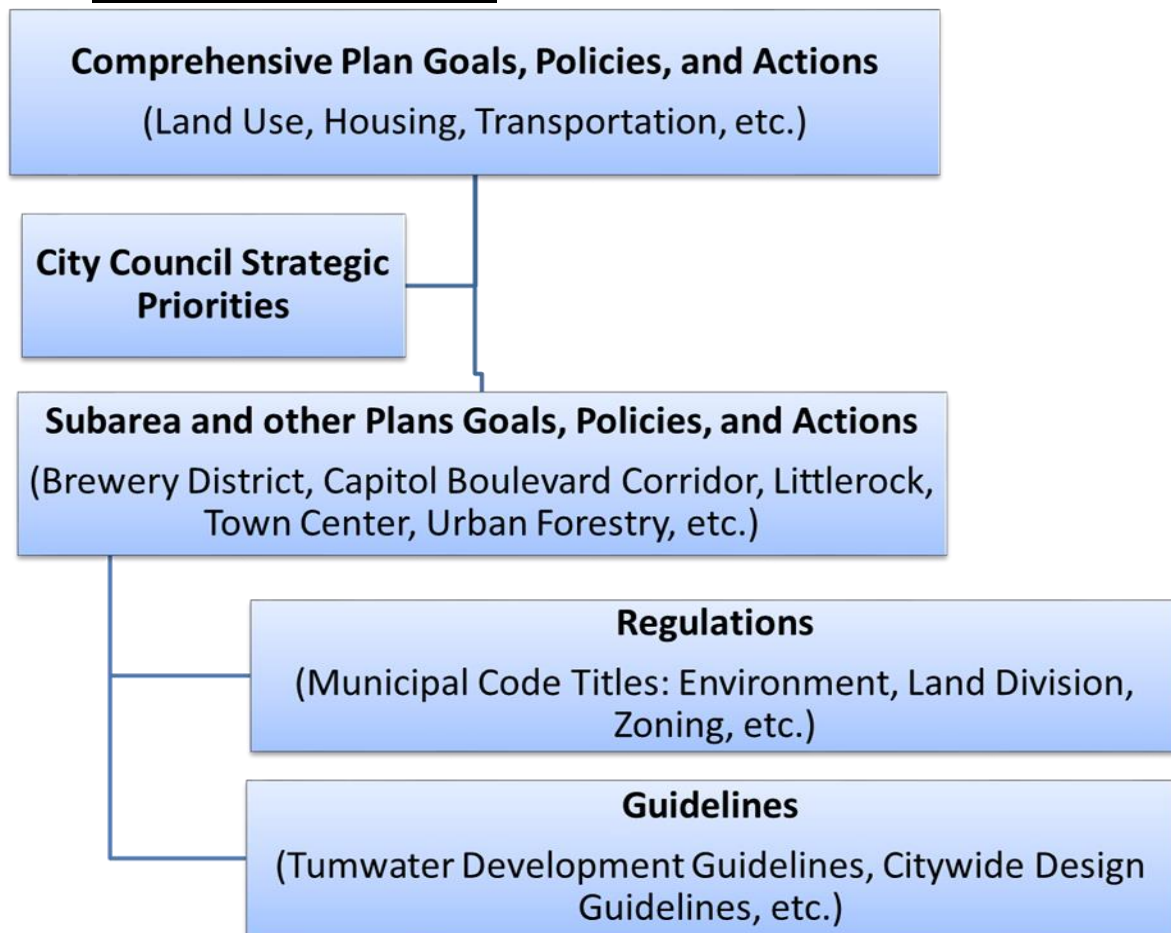 Comprehensive Plan Goals, Policies, and Actions
(Land Use, Housing, Transportation, etc.)
City Council Strategic
Priorities
Subarea and other Plans Goals, Policies, and Actions
(Brewery District, Capitol Boulevard Corridor, Littlerock,
Town Center, Urban Forestry, etc.)
Regulations
(Municipal Code Titles: Environment, Land Division,
Zoning, etc.)
Guidelines
(Tumwater Development Guidelines, Citywide Design
Guidelines, etc.)